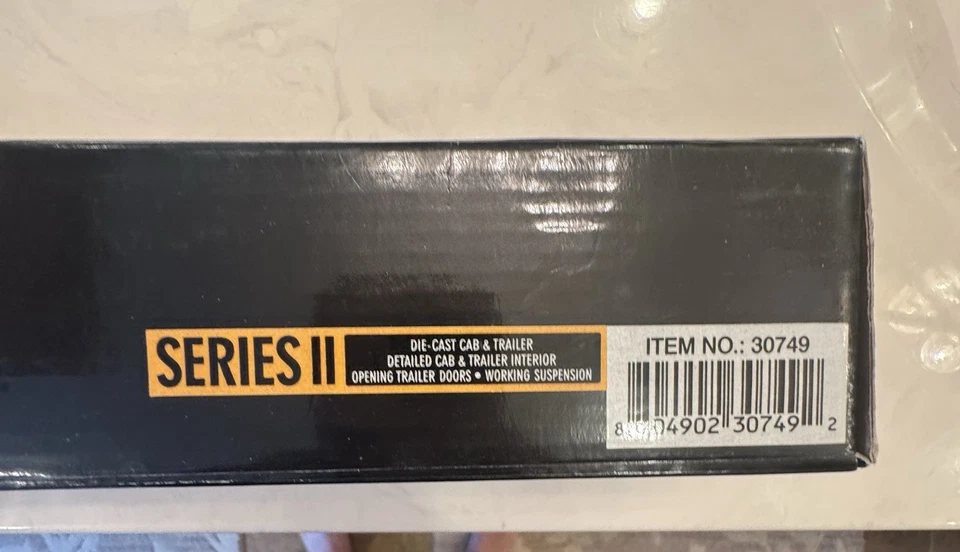 SERIES II
DIE-CAST CAB & TRAILER
DETAILED CAB & TRAILER INTERIOR
OPENING TRAILER DOORS • WORKING SUSPENSION
ITEM NO.: 30749
30749 2